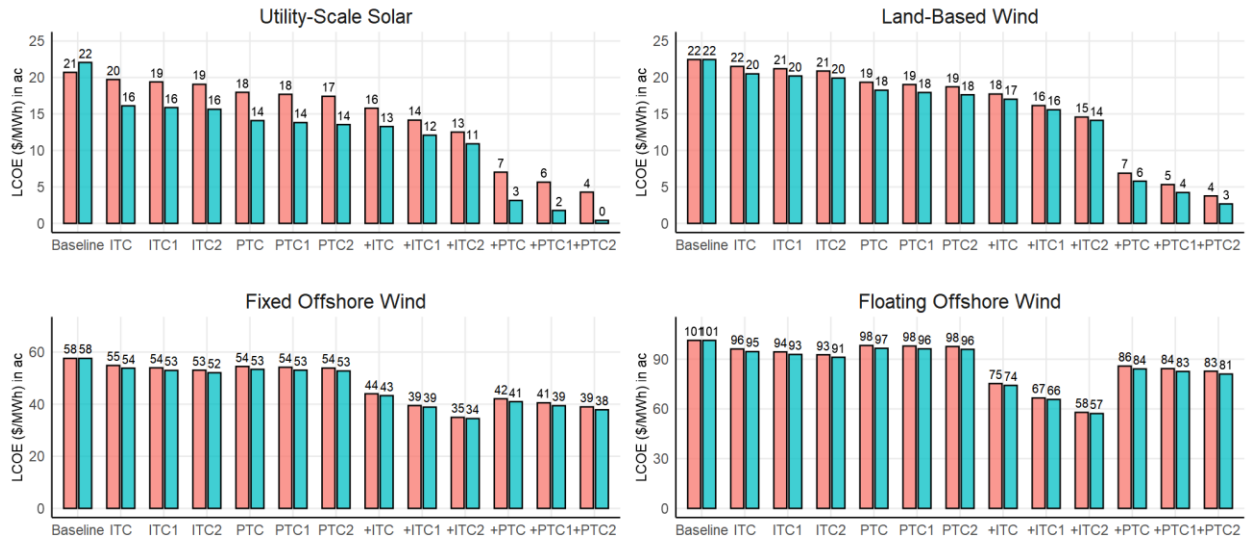 Utility-Scale Solar
LCOE ($/MWh) in ac
25
20
15
10
5
0
21 22 20 16 19 16 19 16 18 14 18 14 17 14 16 13 14 12 13 11 7 3 6 2 4 0
Baseline ITC ITC1 ITC2 PTC PTC1 PTC2 +ITC +ITC1 +ITC2 +PTC +PTC1 +PTC2
Land-Based Wind
LCOE ($/MWh) in ac
25
20
15
10
5
0
22 22 22 20 21 20 21 20 19 18 19 18 19 18 18 17 16 16 15 14 7 6 5 4 4 3
Baseline ITC ITC1 ITC2 PTC PTC1 PTC2 +ITC +ITC1 +ITC2 +PTC +PTC1 +PTC2
Fixed Offshore Wind
LCOE ($/MWh) in ac
60
40
20
0
58 58 55 54 54 53 53 52 54 53 54 53 54 53 44 43 39 39 35 34 42 41 41 39 39 38
Baseline ITC ITC1 ITC2 PTC PTC1 PTC2 +ITC +ITC1 +ITC2 +PTC +PTC1 +PTC2
Floating Offshore Wind
LCOE ($/MWh) in ac
90
60
30
0
101 101 96 95 94 93 93 91 98 97 98 96 98 96 75 74 67 66 58 57 86 84 84 83 83 81
Baseline ITC ITC1 ITC2 PTC PTC1 PTC2 +ITC +ITC1 +ITC2 +PTC +PTC1 +PTC2